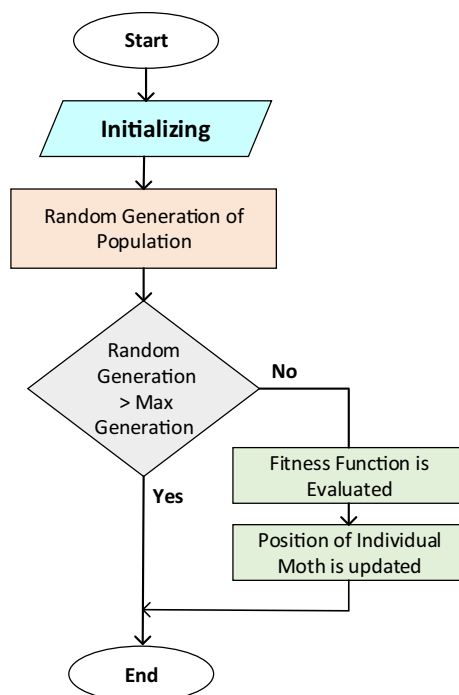 Start
Initializing
Random Generation of
Population
Random
Generation
> Max
Generation
No
Yes
Fitness Function is
Evaluated
Position of Individual
Moth is updated
End